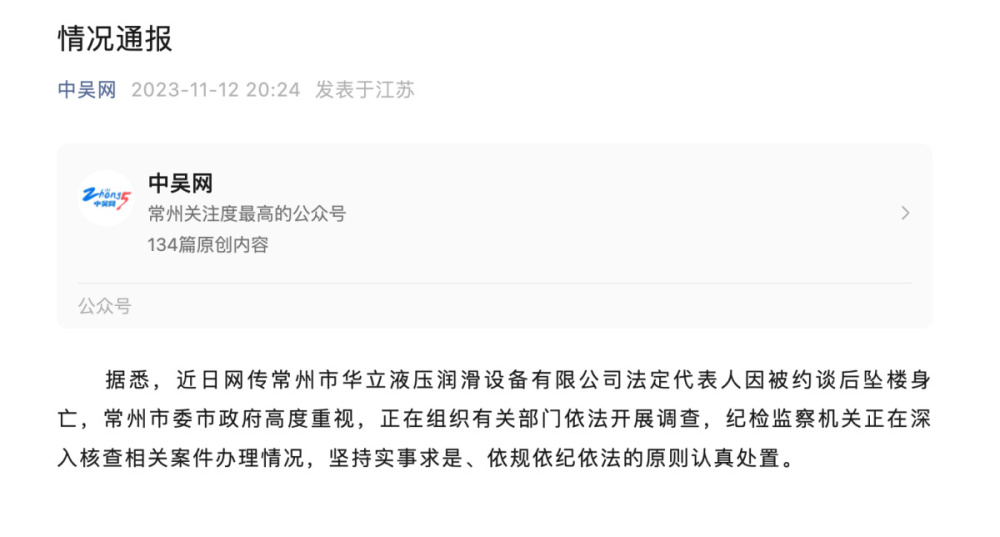 情况通报
中吴网 2023-11-12 20:24 发表于江苏
Zhong5
中吴网
中吴网
常州关注度最高的公众号
134篇原创内容
公众号
据悉，近日网传常州市华立液压润滑设备有限公司法定代表人因被约谈后坠楼身
亡，常州市委市政府高度重视，正在组织有关部门依法开展调查，纪检监察机关正在深
入核查相关案件办理情况，坚持实事求是、依规依纪依法的原则认真处置。